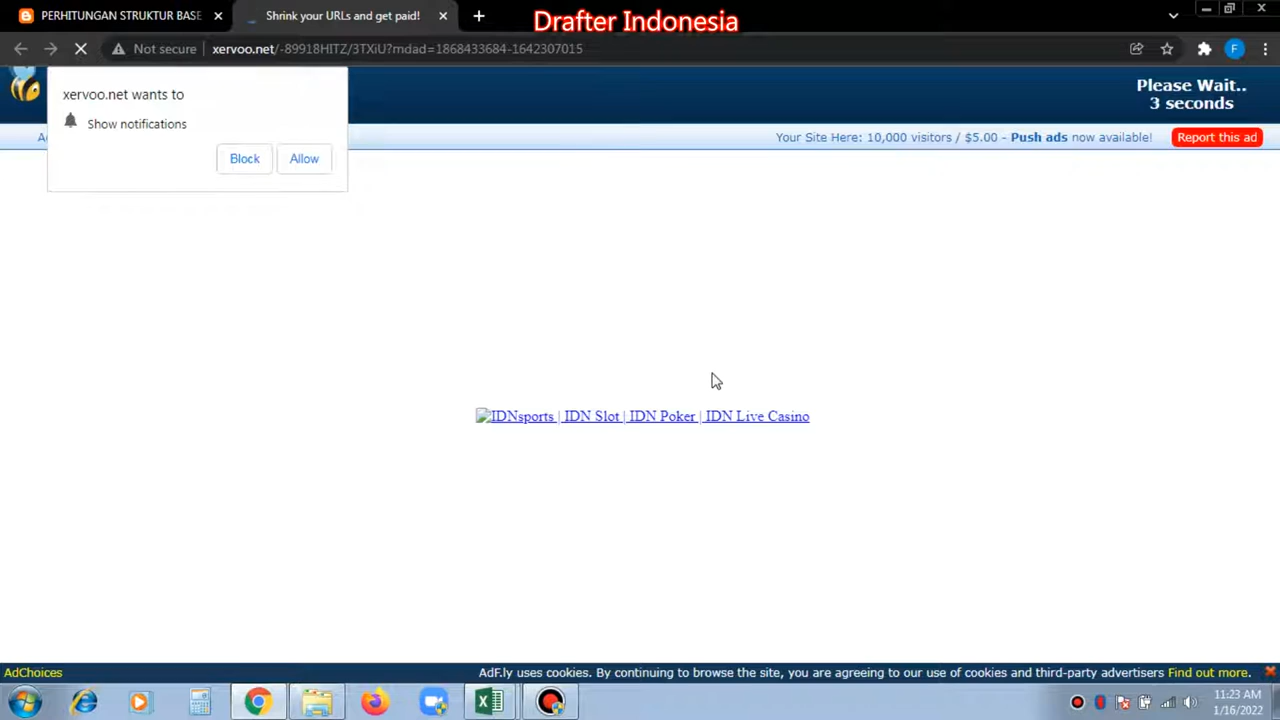 Drafter Indonesia
PERHITUNGAN STRUKTUR BASE
Shrink your URLs and get paid!
Not secure
xervoo.net/-89918HITZ/3TXiU?mdad=1868433684-1642307015
F
xervoo.net wants to
Show notifications
Block Allow
Please Wait..
3 seconds
Your Site Here: 10,000 visitors / $5.00 - Push ads now available!
Report this ad
IDNsports | IDN Slot | IDN Poker | IDN Live Casino
AdChoices
AdF.ly uses cookies. By continuing to browse the site, you are agreeing to our use of cookies and third-party advertisers Find out more.
11:23 AM
1/16/2022